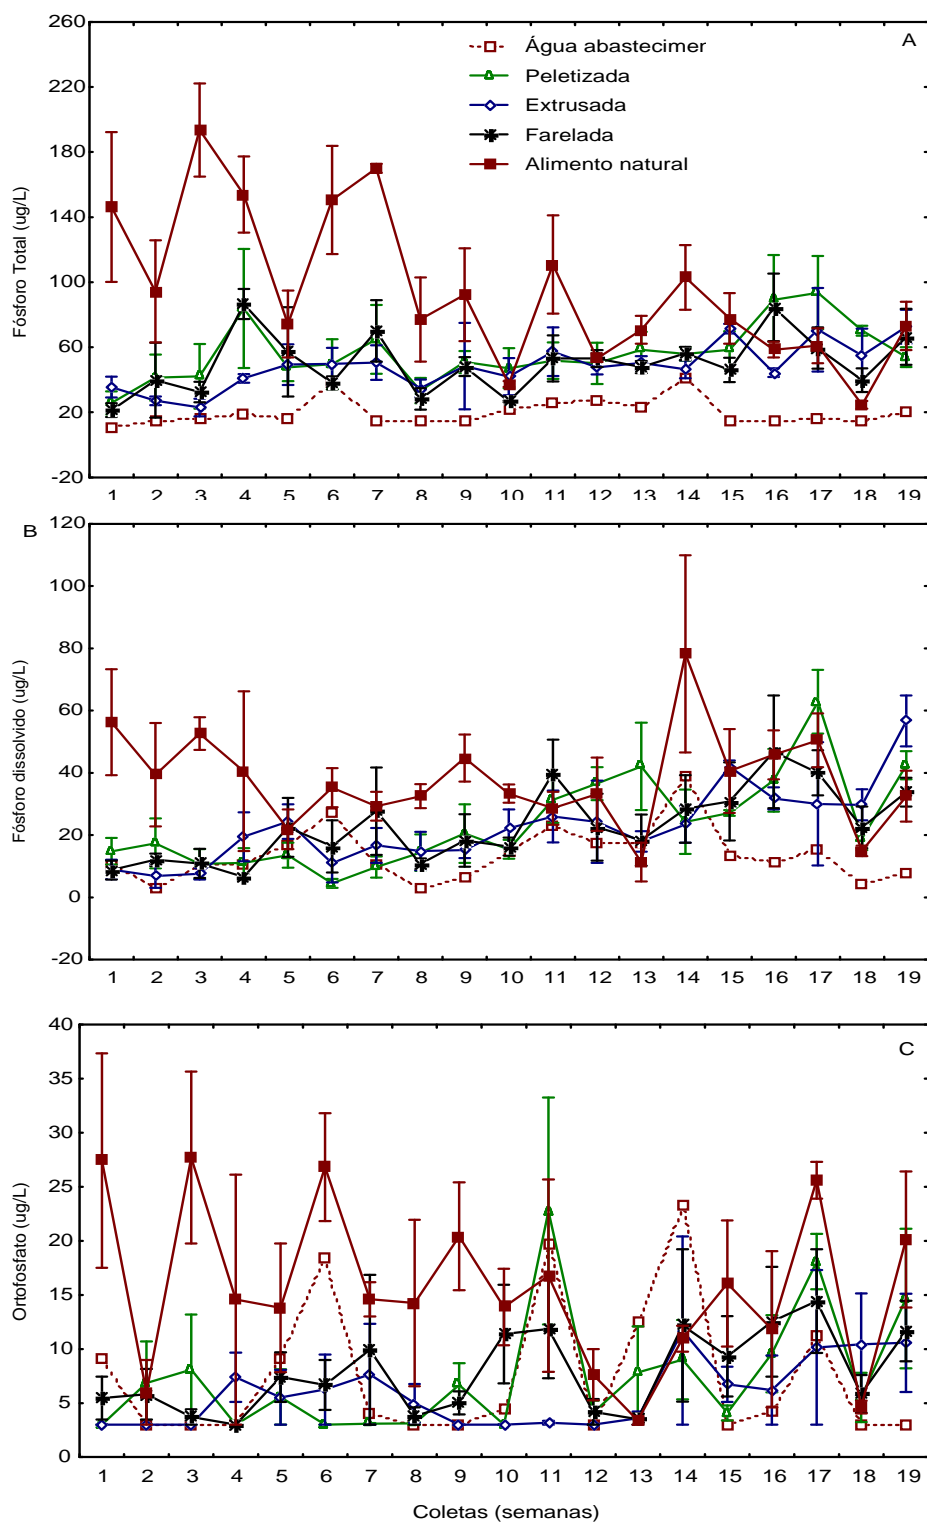 260
220
180
140
100
60
20
-20
Fósforo Total (ug/L)
A
Água abastecimer
Peletizada
Extrusada
Farelada
Alimento natural
1 2 3 4 5 6 7 8 9 10 11 12 13 14 15 16 17 18 19
B
120
100
80
60
40
20
0
-20
Fósforo dissolvido (ug/L)
1 2 3 4 5 6 7 8 9 10 11 12 13 14 15 16 17 18 19
C
40
35
30
25
20
15
10
5
0
Ortofosfato (ug/L)
1 2 3 4 5 6 7 8 9 10 11 12 13 14 15 16 17 18 19
Coletas (semanas)